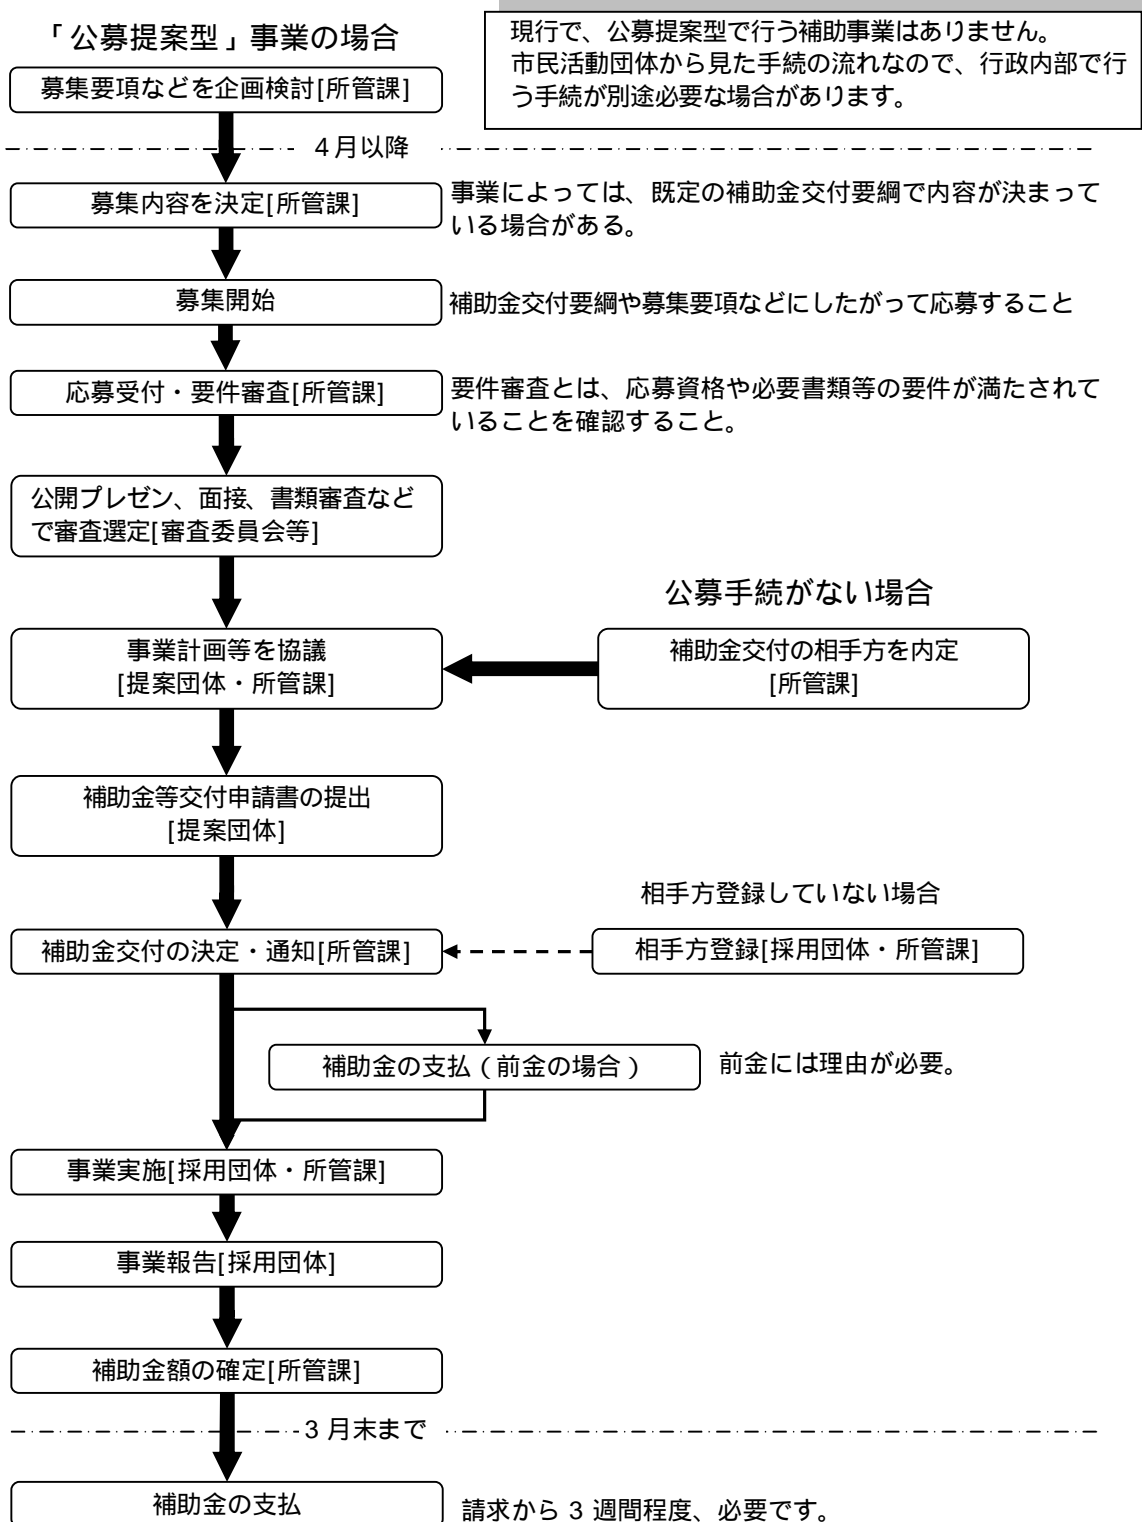 「公募提案型」事業の場合
現行で、公募提案型で行う補助事業はありません。
市民活動団体から見た手続の流れなので、行政内部で行
う手続が別途必要な場合があります。
募集要項などを企画検討[所管課]
4月以降
募集内容を決定[所管課]
事業によっては、既定の補助金交付要綱で内容が決まって
いる場合がある。
募集開始
補助金交付要綱や募集要項などにしたがって応募すること
応募受付・要件審査[所管課]
要件審査とは、応募資格や必要書類等の要件が満たされて
いることを確認すること。
公開プレゼン、面接、書類審査など
で審査選定[審査委員会等]
公募手続がない場合
事業計画等を協議
[提案団体・所管課]
補助金交付の相手方を内定
[所管課]
補助金等交付申請書の提出
[提案団体]
相手方登録していない場合
補助金交付の決定・通知[所管課]
相手方登録[採用団体・所管課]
補助金の支払（前金の場合）
前金には理由が必要。
事業実施[採用団体・所管課]
事業報告[採用団体]
補助金額の確定[所管課]
3月末まで
補助金の支払
請求から3週間程度、必要です。